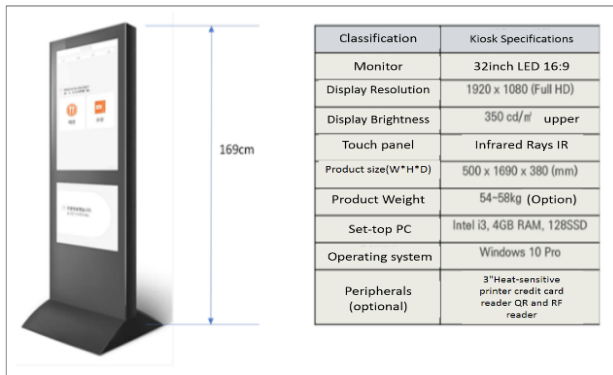 169cm
Classification
Kiosk Specifications
Monitor
32inch LED 16:9
Display Resolution
1920 x 1080 (Full HD)
Display Brightness
350 cd/㎡ upper
Touch panel
Infrared Rays IR
Product size(W*H*D)
500 x 1690 x 380 (mm)
Product Weight
54~58kg (Option)
Set-top PC
Intel i3, 4GB RAM, 128SSD
Operating system
Windows 10 Pro
Peripherals
(optional)
3"Heat-sensitive
printer credit card
reader QR and RF
reader